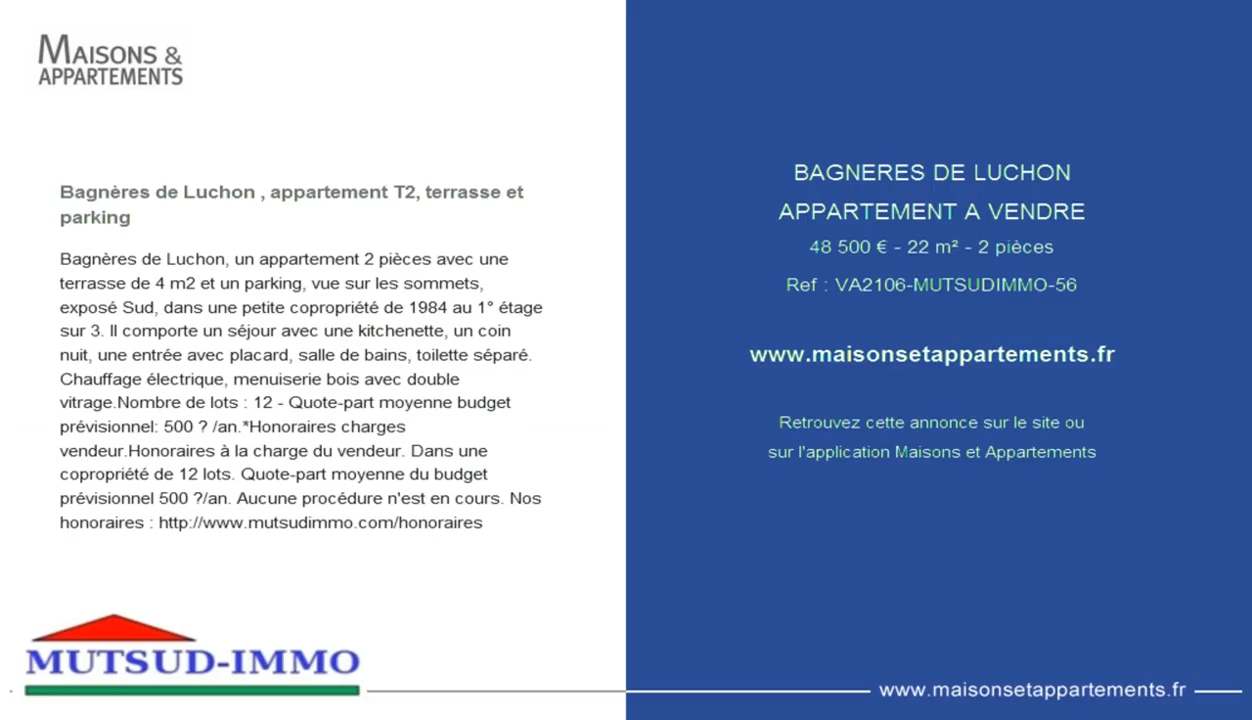 MAISONS &
APPARTEMENTS
Bagnères de Luchon , appartement T2, terrasse et
parking
Bagnères de Luchon, un appartement 2 pièces avec une
terrasse de 4 m2 et un parking, vue sur les sommets,
exposé Sud, dans une petite copropriété de 1984 au 1° étage
sur 3. Il comporte un séjour avec une kitchenette, un coin
nuit, une entrée avec placard, salle de bains, toilette séparé.
Chauffage électrique, menuiserie bois avec double
vitrage.Nombre de lots : 12 - Quote-part moyenne budget
prévisionnel: 500 ? /an.*Honoraires charges
vendeur.Honoraires à la charge du vendeur. Dans une
copropriété de 12 lots. Quote-part moyenne du budget
prévisionnel 500 ?/an. Aucune procédure n'est en cours. Nos
honoraires : http://www.mutsudimmo.com/honoraires
MUTSUD-IMMO
BAGNERES DE LUCHON
APPARTEMENT A VENDRE
48 500 € - 22 m² - 2 pièces
Ref : VA2106-MUTSUDIMMO-56
www.maisonsetappartements.fr
Retrouvez cette annonce sur le site ou
sur l'application Maisons et Appartements
www.maisonsetappartements.fr